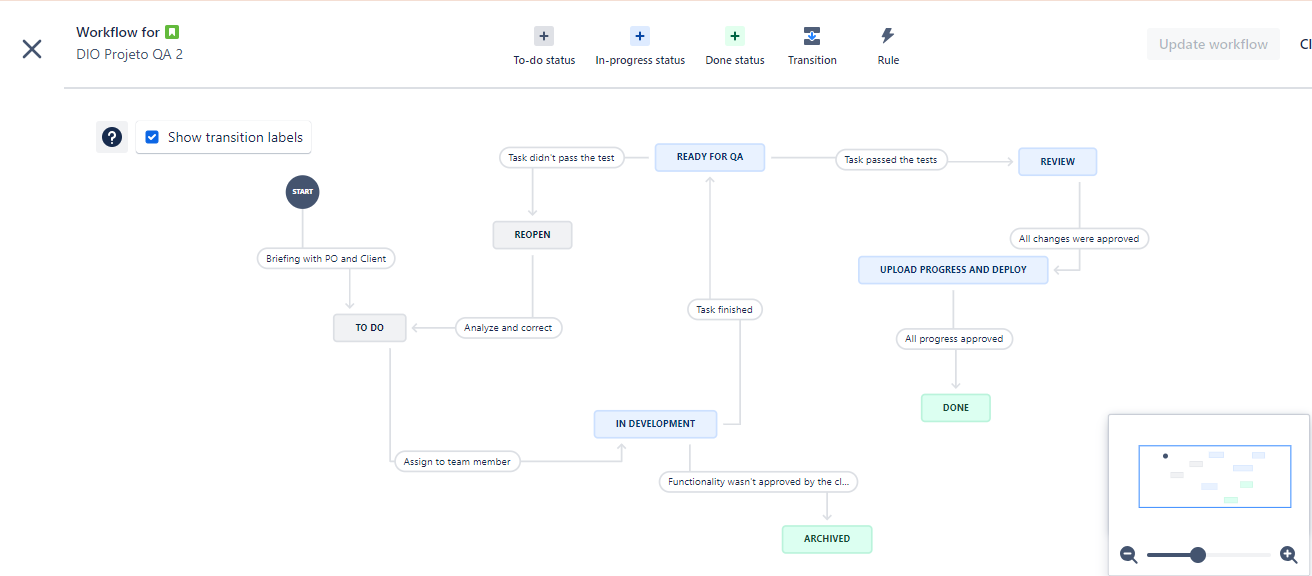 Workflow for
DIO Projeto QA 2
To-do status
In-progress status
Done status
Transition
Rule
Update workflow
Cl
?
Show transition labels
Task didn't pass the test
READY FOR QA
Task passed the tests
REVIEW
START
REOPEN
All changes were approved
Briefing with PO and Client
UPLOAD PROGRESS AND DEPLOY
Task finished
TO DO
Analyze and correct
All progress approved
DONE
IN DEVELOPMENT
Assign to team member
Functionality wasn't approved by the cl...
ARCHIVED